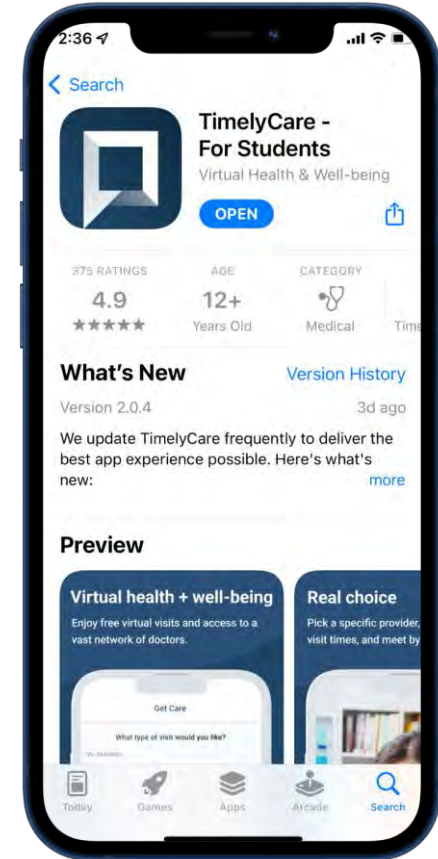 2:36
Search
TimelyCare -
For Students
Virtual Health & Well-being
OPEN
375 RATINGS
AGE
CATEGORY
4.9
12+
★★★★★
Years Old
Medical
Time
What's New
Version History
Version 2.0.4
3d ago
We update TimelyCare frequently to deliver the
best app experience possible. Here's what's
new:
more
Preview
Virtual health + well-being
Enjoy free virtual visits and access to a
vast network of doctors.
Real choice
Pick a specific provider,
visit times, and meet by
Get Care
What type of visit would you like?
Today
Games
Apps
Arcade
Search